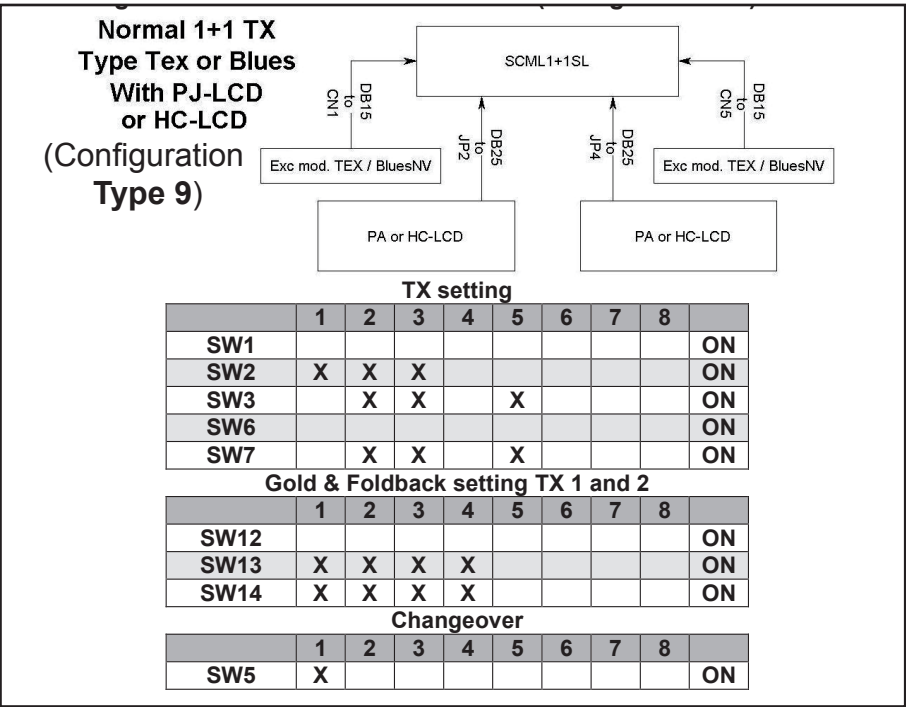 Normal 1+1 TX
Type Tex or Blues
With PJ-LCD
or HC-LCD
(Configuration
Type 9)
SCML1+1SL
DB15
to
CN1
DB25
to
JP2
DB25
to
JP4
DB15
to
CN5
Exc mod. TEX / BluesNV
Exc mod. TEX / BluesNV
PA or HC-LCD
PA or HC-LCD
TX setting
1 2 3 4 5 6 7 8
SW1 ON
SW2 X X X ON
SW3 X X X ON
SW6 ON
SW7 X X X ON
Gold & Foldback setting TX 1 and 2
1 2 3 4 5 6 7 8
SW12 ON
SW13 X X X X ON
SW14 X X X X ON
Changeover
1 2 3 4 5 6 7 8
SW5 X ON